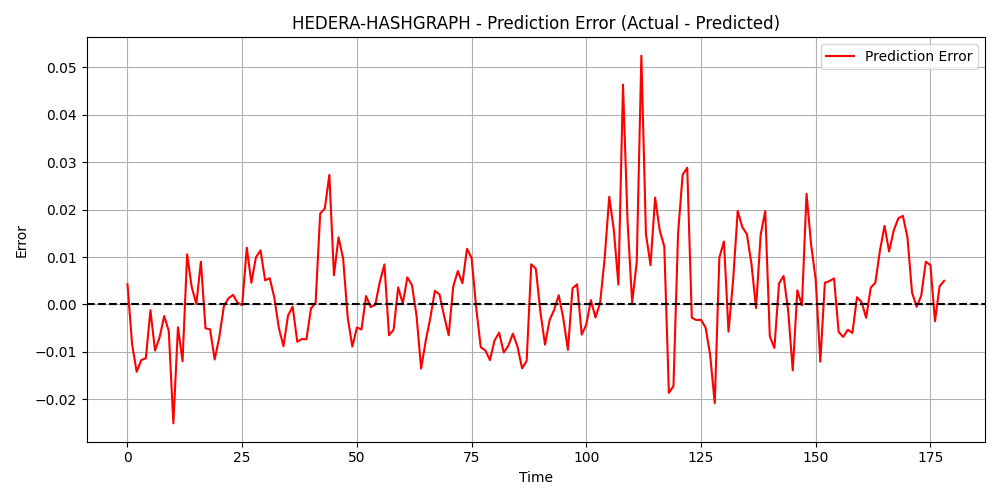 HEDERA-HASHGRAPH - Prediction Error (Actual - Predicted)
Prediction Error
0.05
0.04
0.03
0.02
0.01
0.00
−0.01
−0.02
Error
0 25 50 75 100 125 150 175
Time